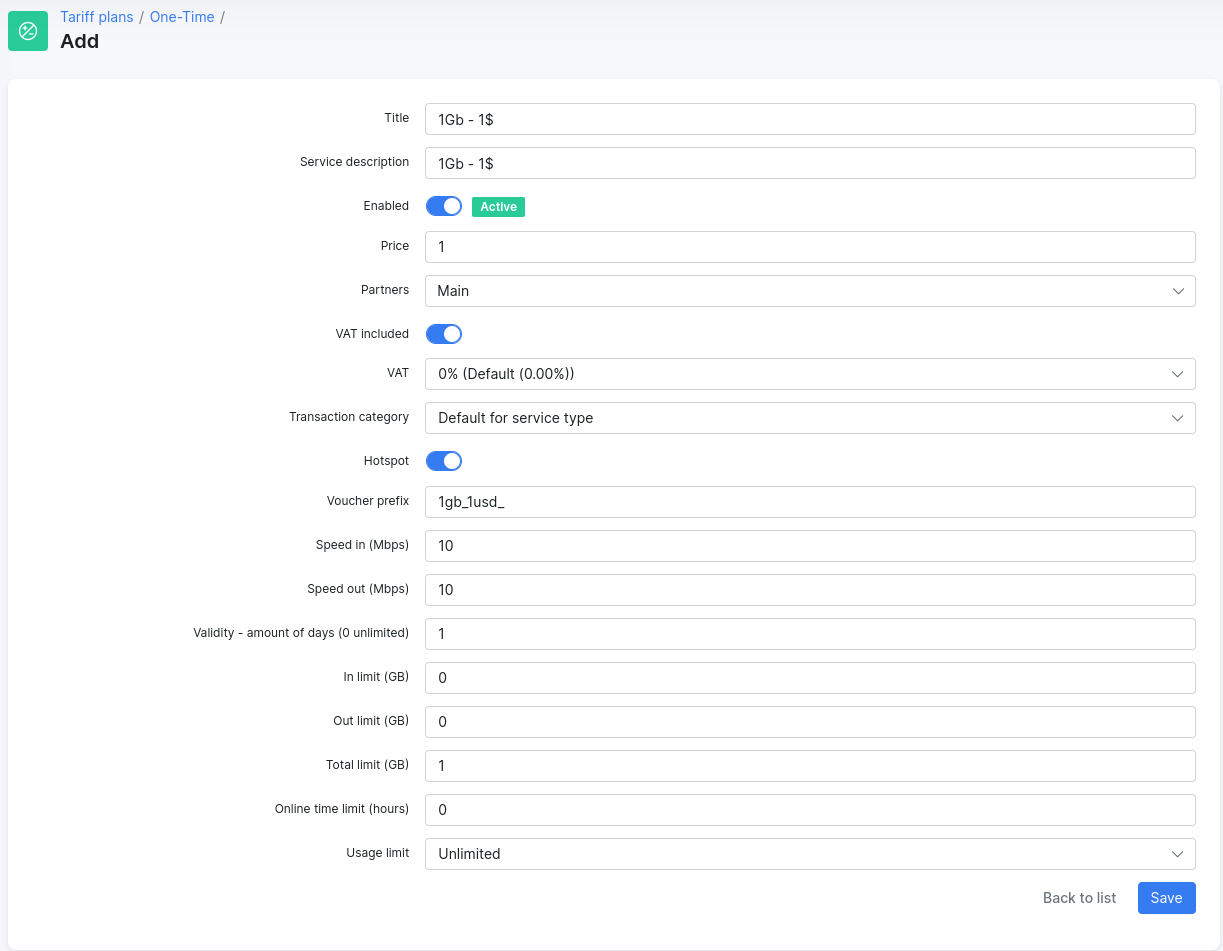 Tariff plans / One-Time /
Add
Title 1Gb - 1$
Service description 1Gb - 1$
Enabled Active
Price 1
Partners Main
VAT included
VAT 0% (Default (0.00%))
Transaction category Default for service type
Hotspot
Voucher prefix 1gb_1usd_
Speed in (Mbps) 10
Speed out (Mbps) 10
Validity - amount of days (0 unlimited) 1
In limit (GB) 0
Out limit (GB) 0
Total limit (GB) 1
Online time limit (hours) 0
Usage limit Unlimited
Back to list Save